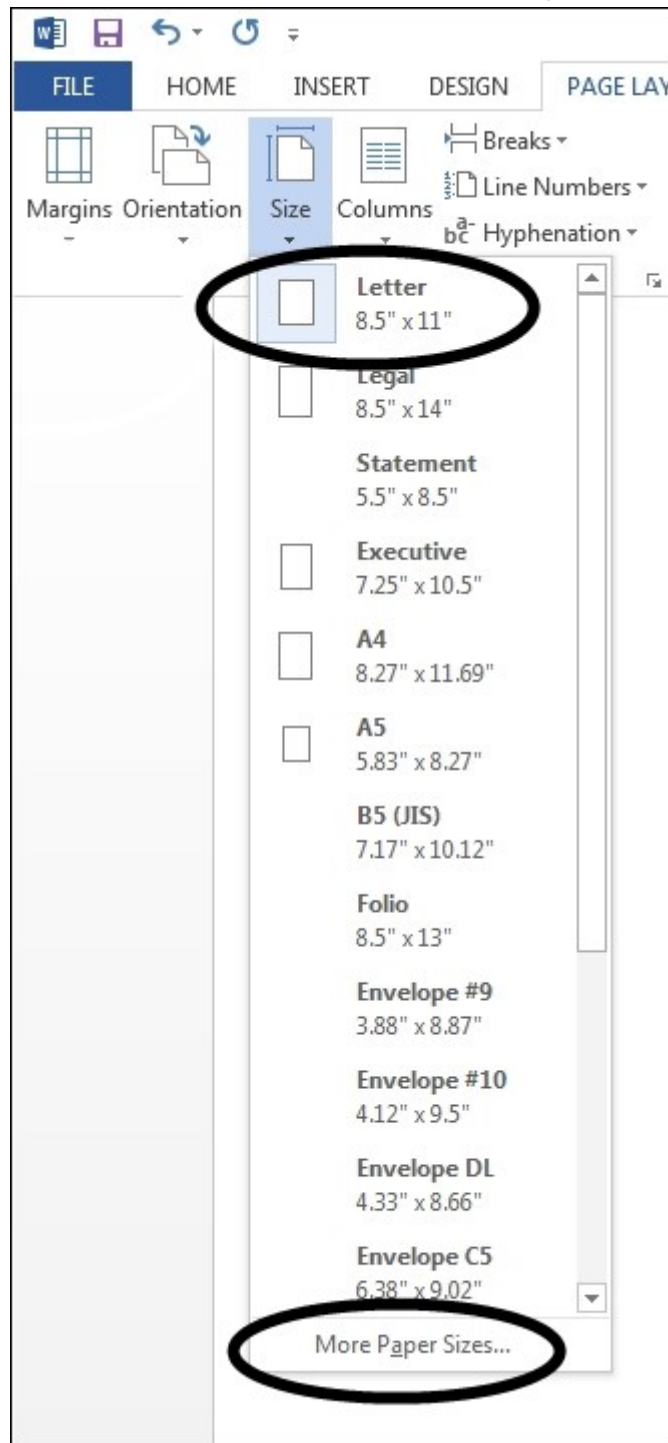 FILE HOME INSERT DESIGN PAGE LAY
Breaks
Line Numbers
Margins Orientation Size Columns
Hyphenation
Letter
8.5" x 11"
Legal
8.5" x 14"
Statement
5.5" x 8.5"
Executive
7.25" x 10.5"
A4
8.27" x 11.69"
A5
5.83" x 8.27"
B5 (JIS)
7.17" x 10.12"
Folio
8.5" x 13"
Envelope #9
3.88" x 8.87"
Envelope #10
4.12" x 9.5"
Envelope DL
4.33" x 8.66"
Envelope C5
6.38" x 9.02"
More Paper Sizes...